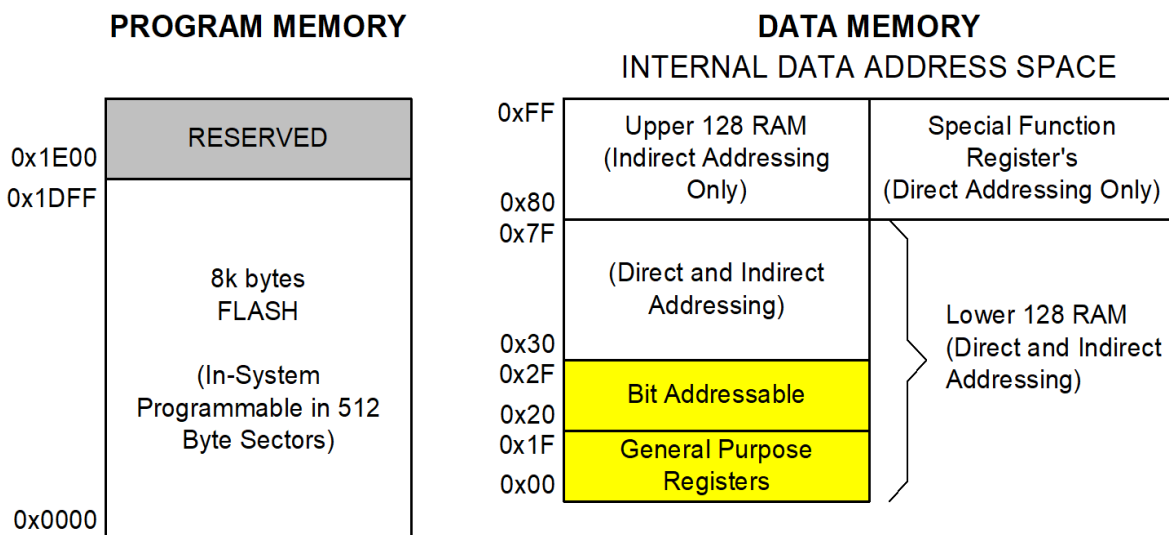 PROGRAM MEMORY
RESERVED
0x1E00
0x1DFF
8k bytes
FLASH
(In-System
Programmable in 512
Byte Sectors)
0x0000
DATA MEMORY
INTERNAL DATA ADDRESS SPACE
0xFF
Upper 128 RAM
(Indirect Addressing
Only)
0x80
Special Function
Register's
(Direct Addressing Only)
0x7F
(Direct and Indirect
Addressing)
0x30
0x2F
Bit Addressable
0x20
0x1F
General Purpose
Registers
0x00
Lower 128 RAM
(Direct and Indirect
Addressing)